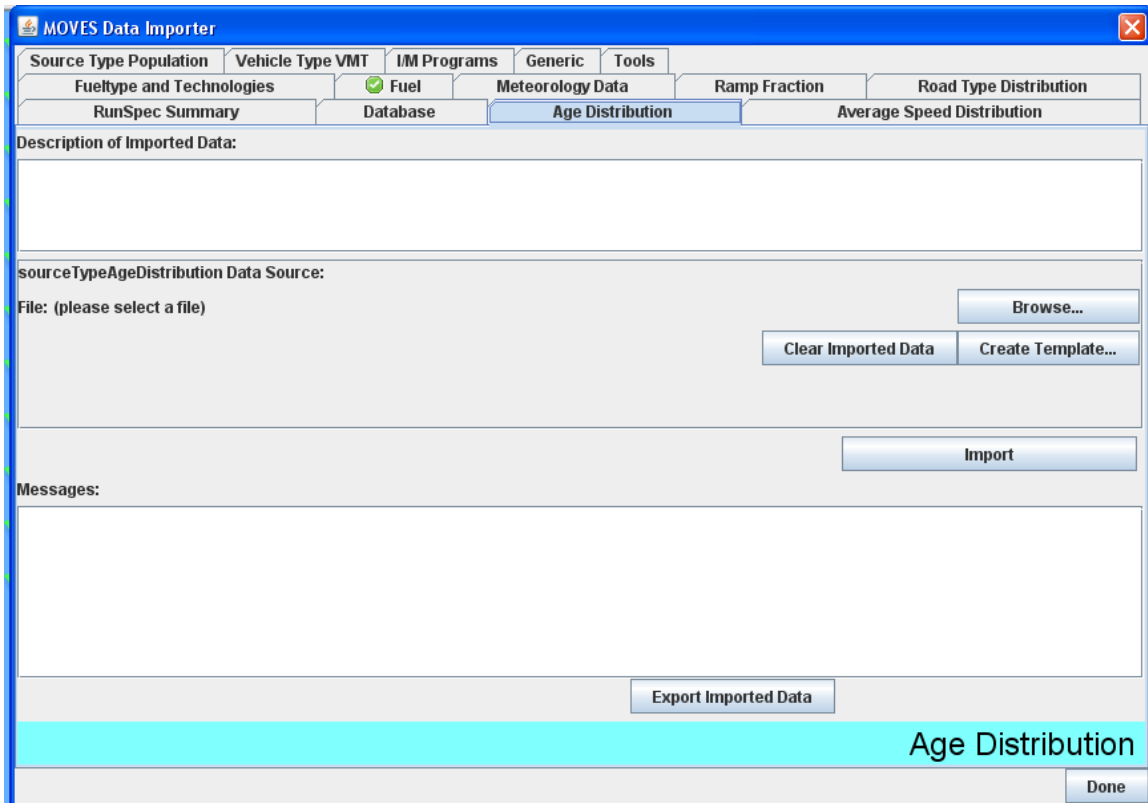 MOVES Data Importer
Source Type Population Vehicle Type VMT I/M Programs Generic Tools
Fueltype and Technologies Fuel Meteorology Data Ramp Fraction Road Type Distribution
RunSpec Summary Database Age Distribution Average Speed Distribution
Description of Imported Data:
sourceTypeAgeDistribution Data Source:
File: (please select a file) Browse...
Clear Imported Data Create Template...
Import
Messages:
Export Imported Data
Age Distribution
Done